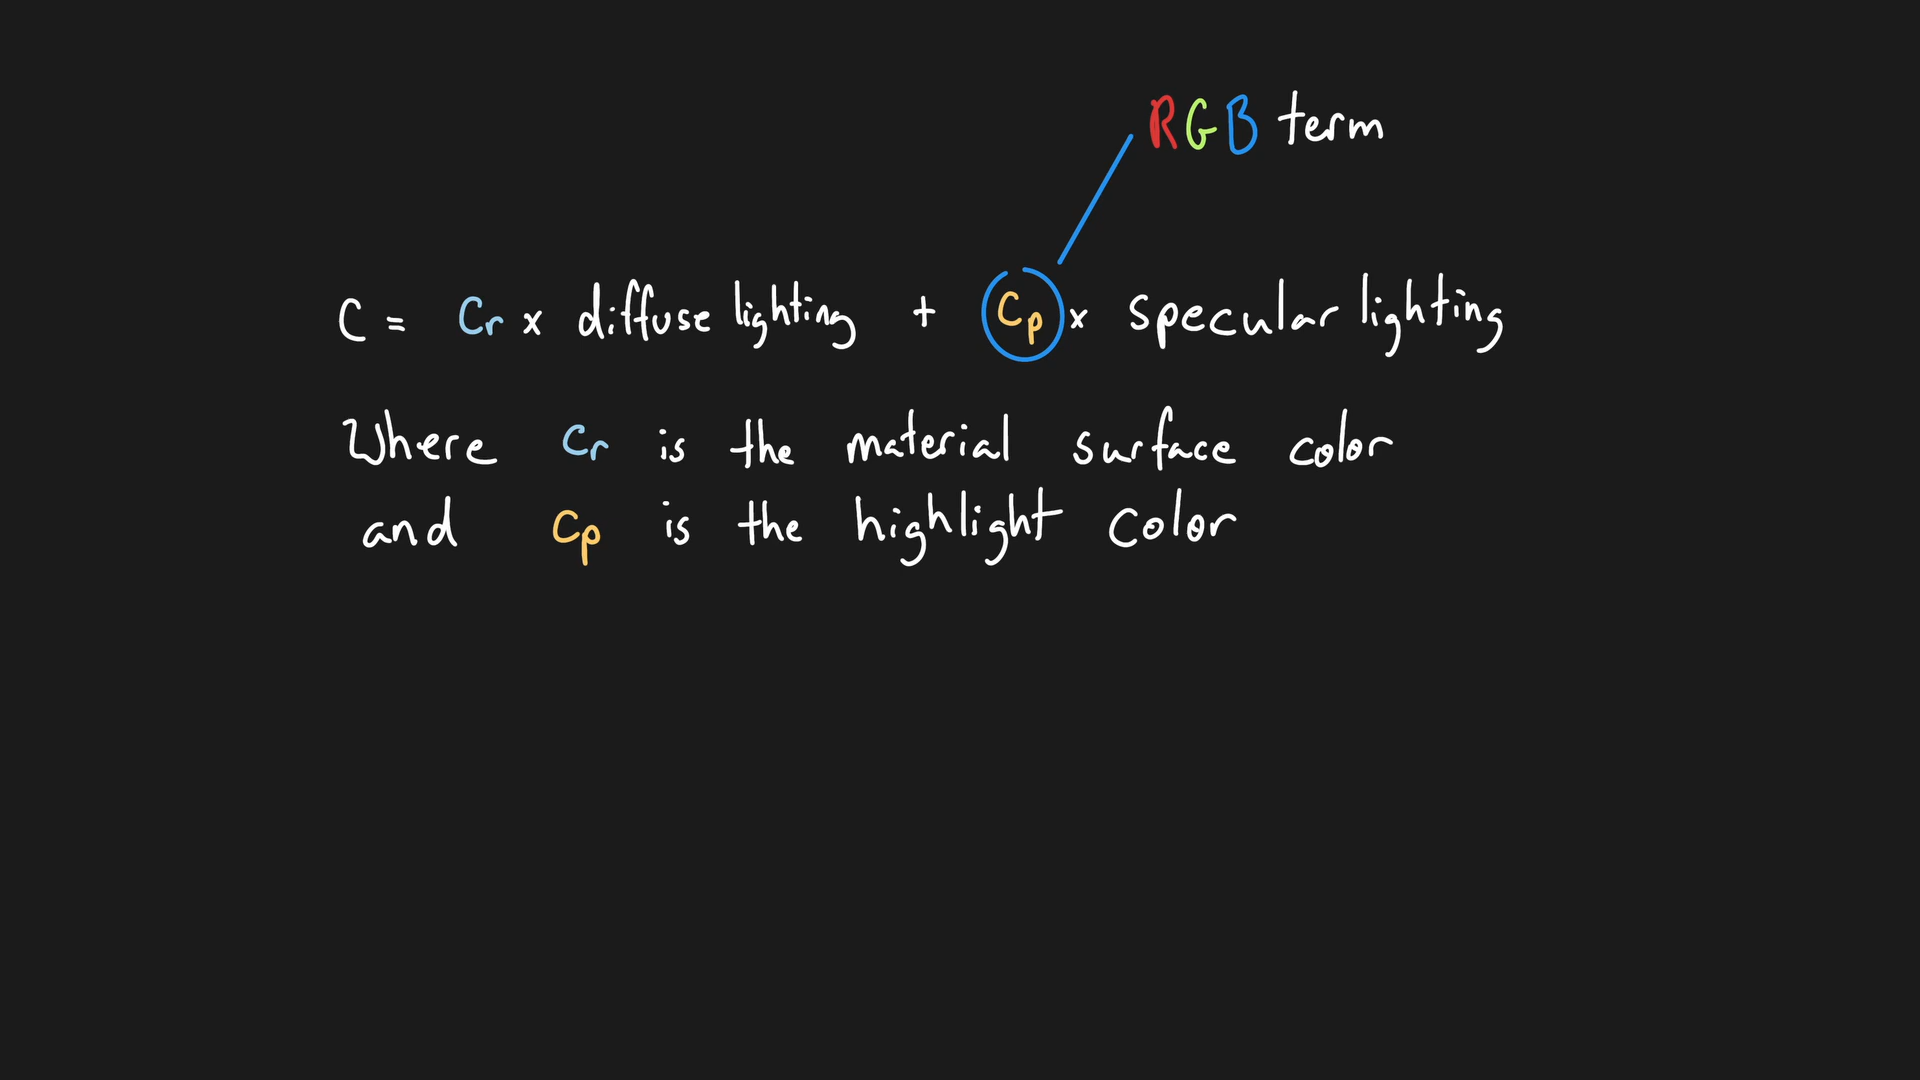 RGB term
C = Cr x diffuse lighting + Cp x specular lighting
Where Cr is the material surface color
and Cp is the highlight color